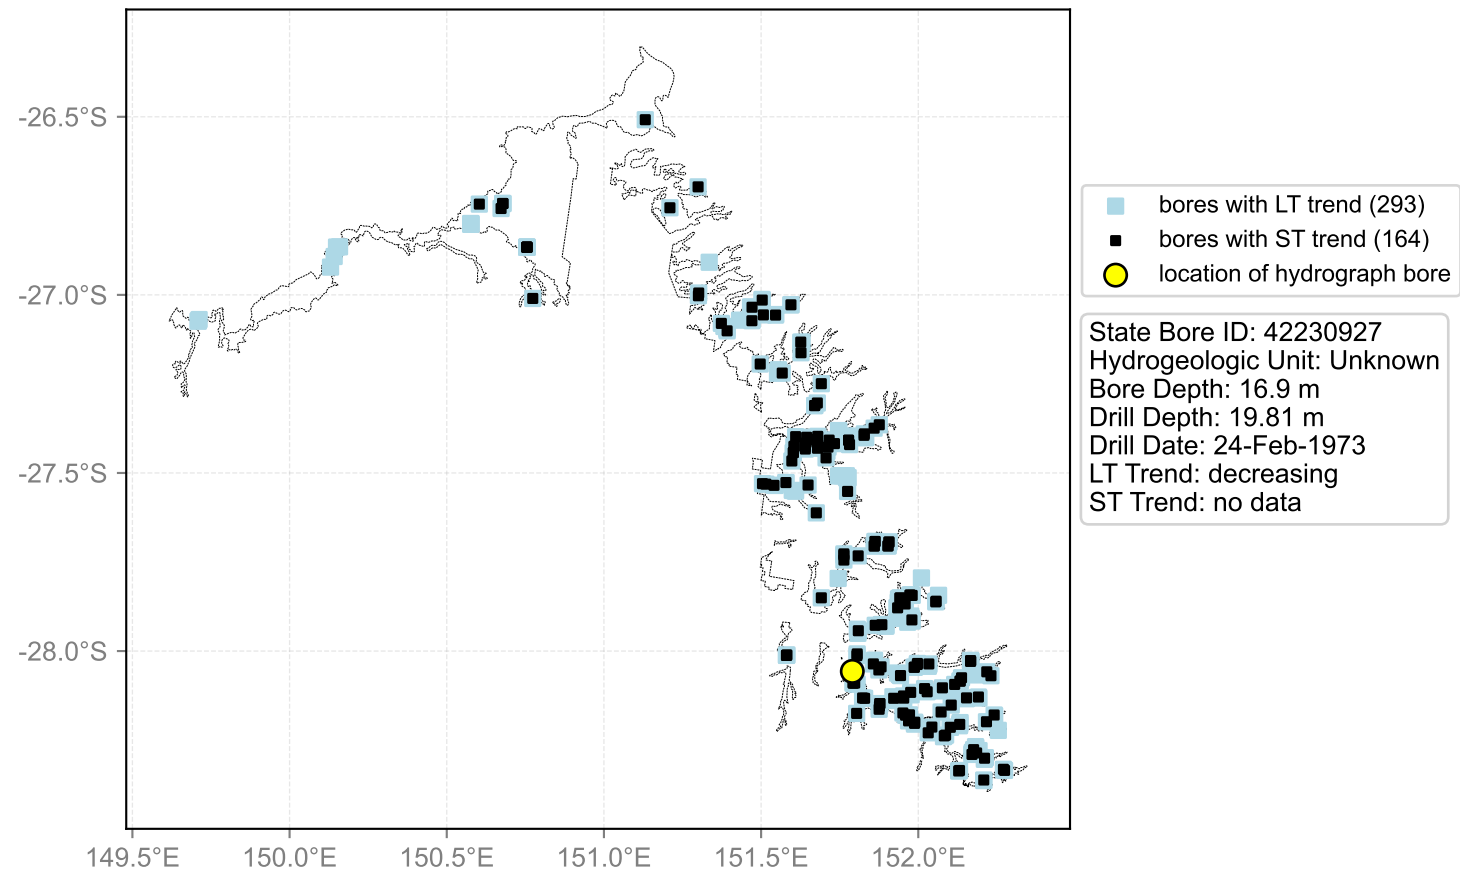 -26.5°S
-27.0°S
-27.5°S
-28.0°S
149.5°E
150.0°E
150.5°E
151.0°E
151.5°E
152.0°E
bores with LT trend (293)
bores with ST trend (164)
location of hydrograph bore
State Bore ID: 42230927
Hydrogeologic Unit: Unknown
Bore Depth: 16.9 m
Drill Depth: 19.81 m
Drill Date: 24-Feb-1973
LT Trend: decreasing
ST Trend: no data